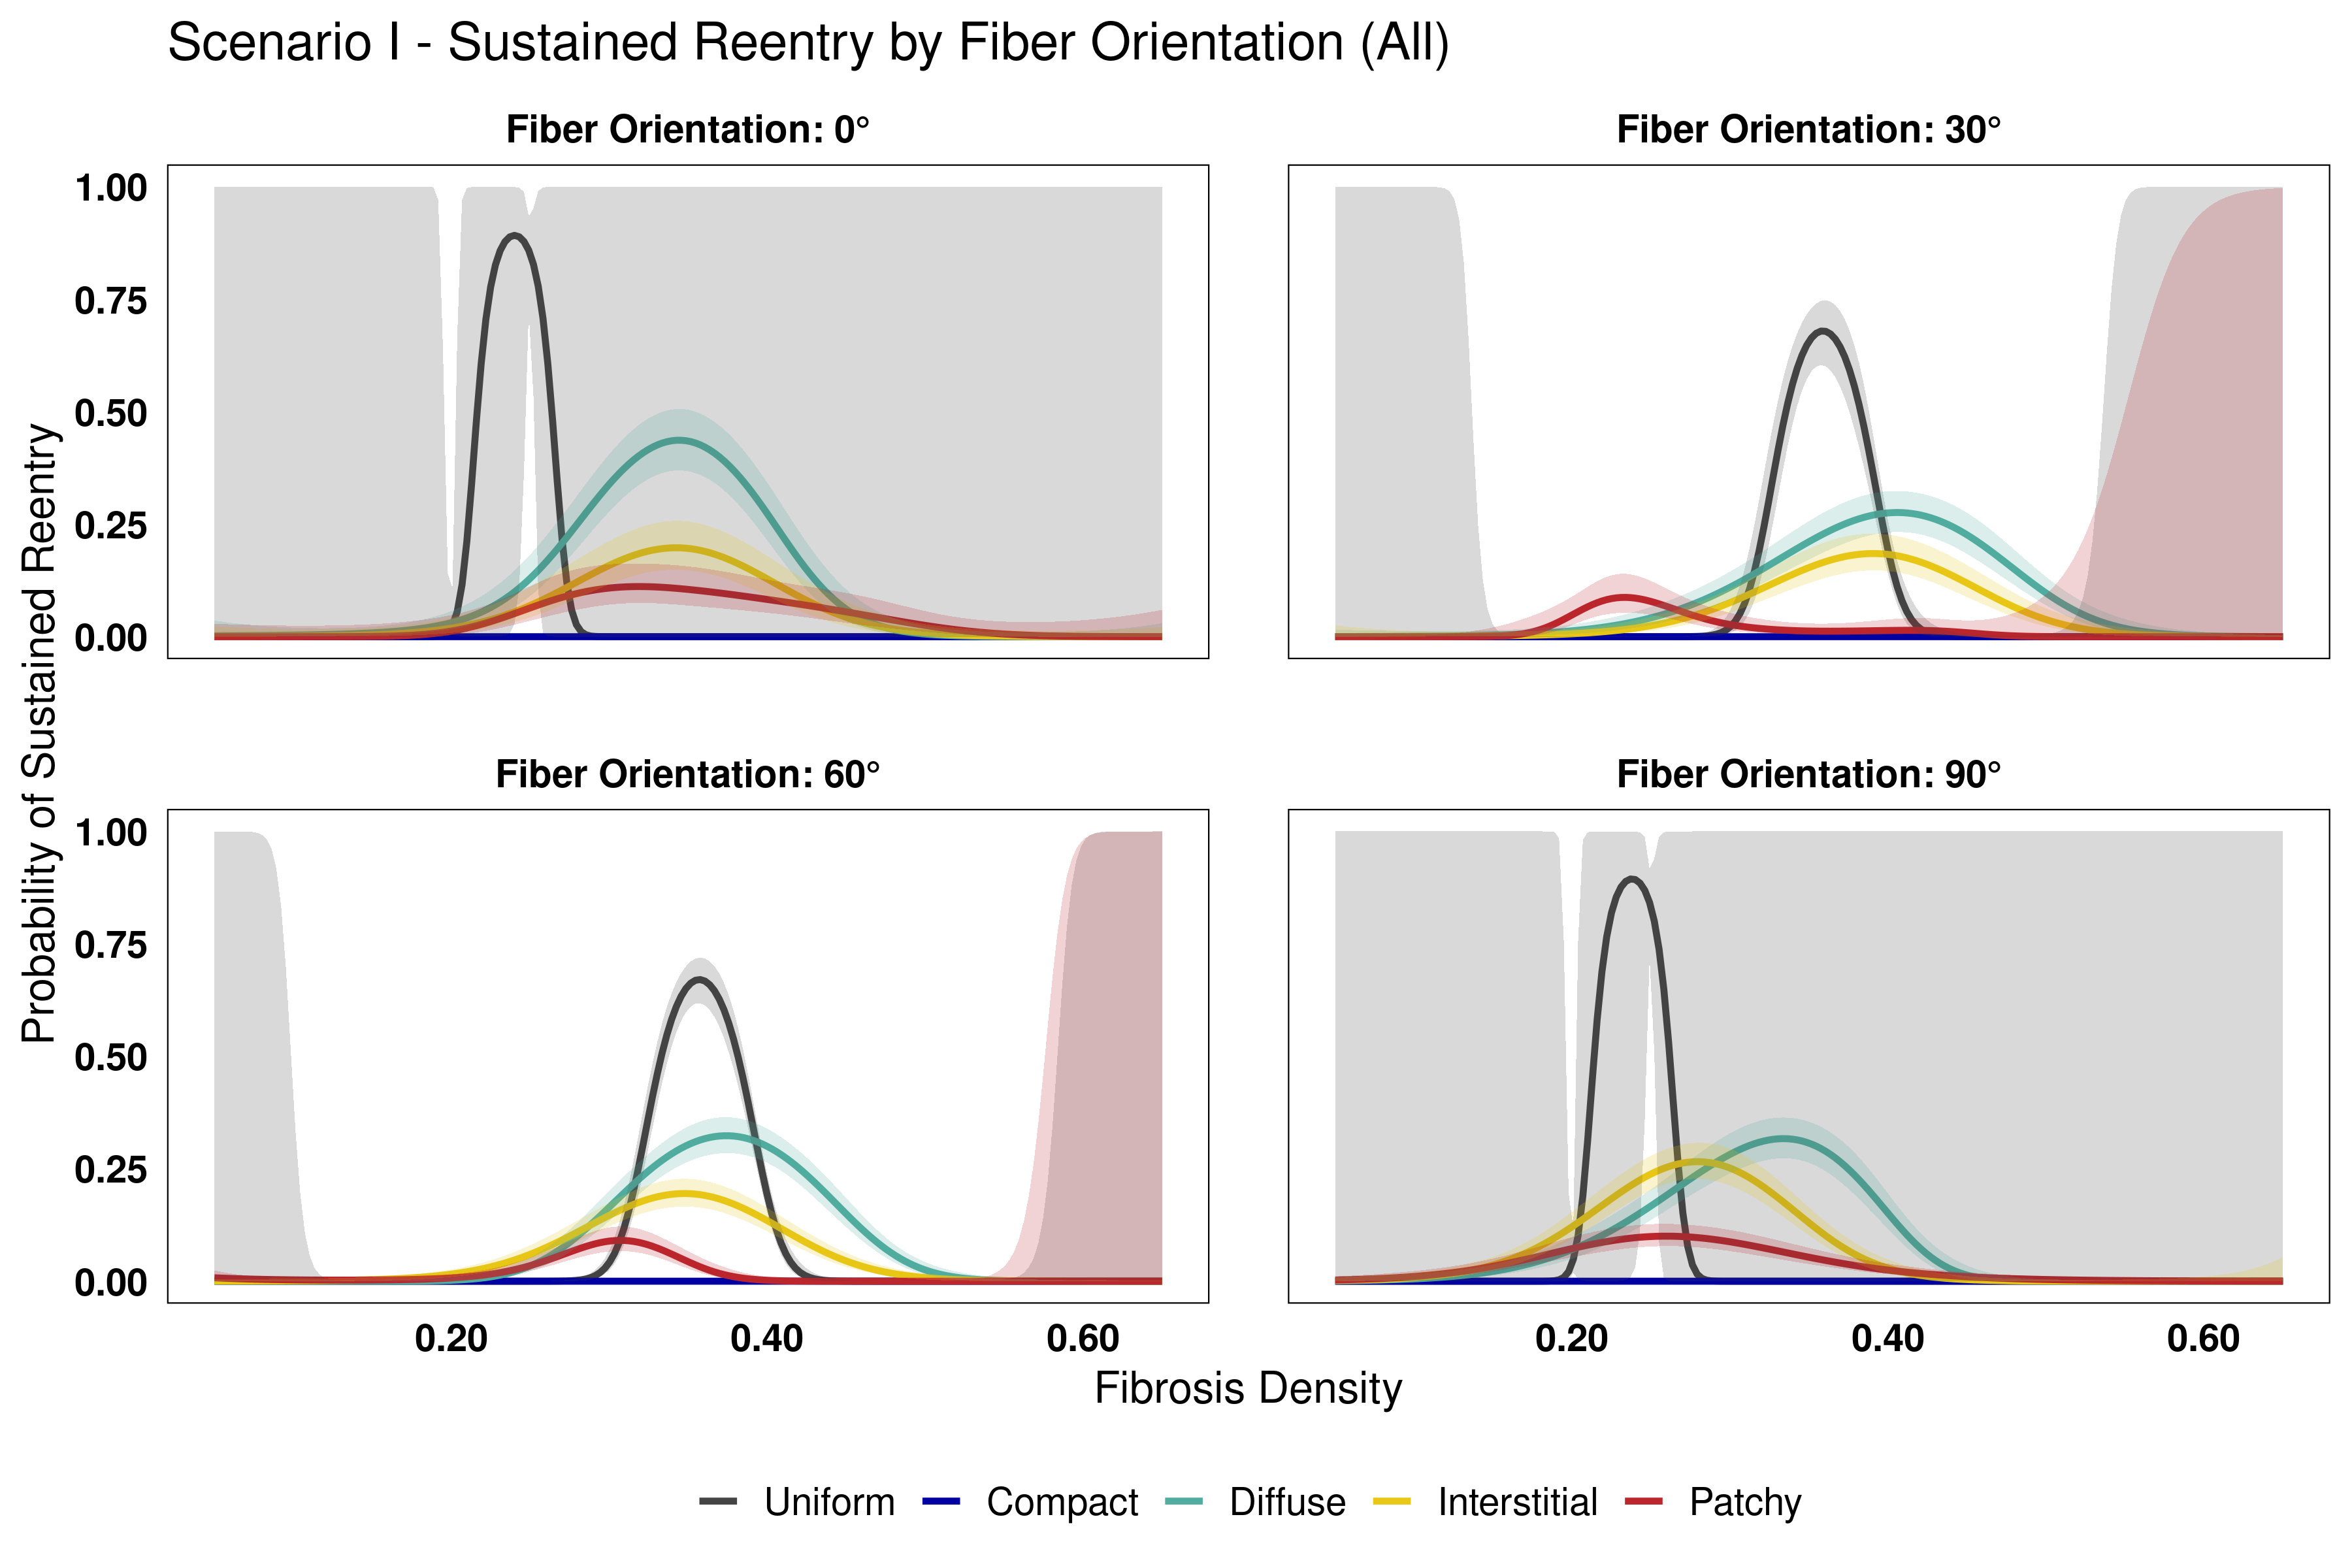 Scenario I - Sustained Reentry by Fiber Orientation (All)
Fiber Orientation: 0°
Fiber Orientation: 30°
1.00
0.75
0.50
0.25
0.00
Probability of Sustained Reentry
Fiber Orientation: 60°
Fiber Orientation: 90°
1.00
0.75
0.50
0.25
0.00
0.20 0.40 0.60
0.20 0.40 0.60
Fibrosis Density
Uniform Compact Diffuse Interstitial Patchy